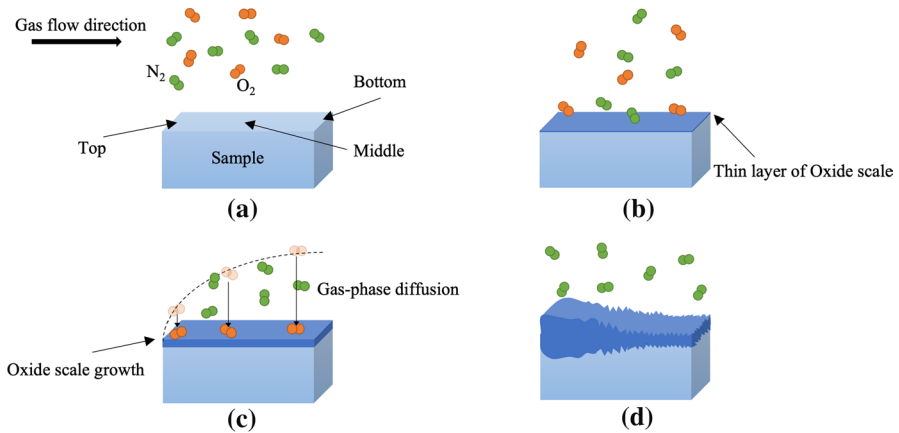 Gas flow direction
N2
O2
Bottom
Top
Sample
Middle
(a)
Thin layer of Oxide scale
(b)
Gas-phase diffusion
Oxide scale growth
(c)
(d)